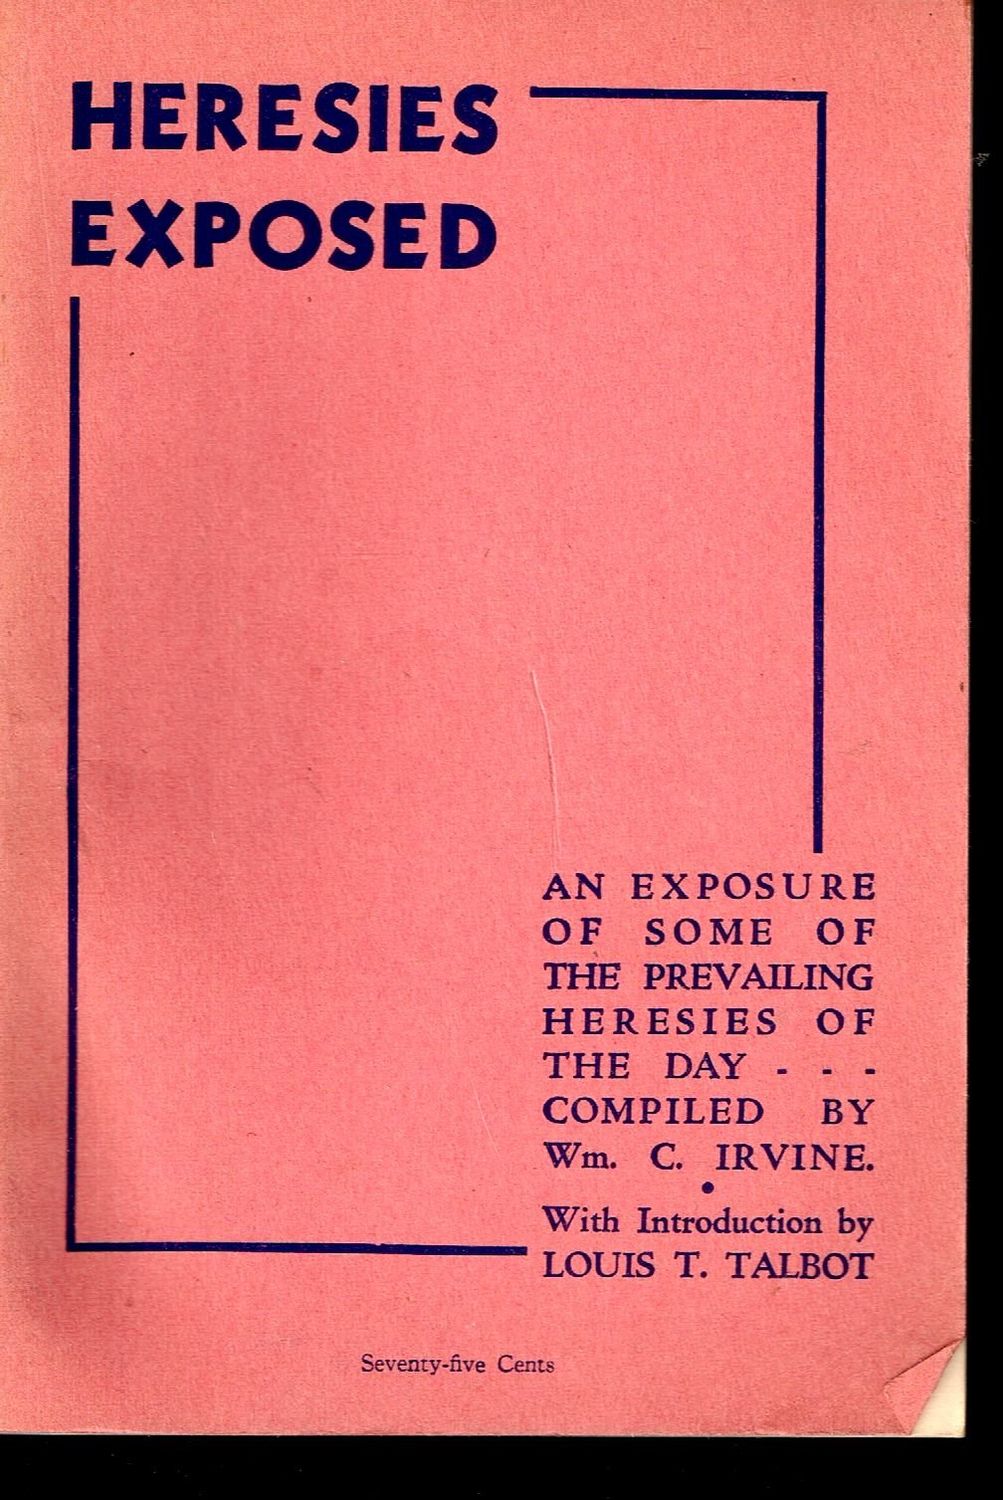 HERESIES
EXPOSED
AN EXPOSURE
OF SOME OF
THE PREVAILING
HERESIES OF
THE DAY - - -
COMPILED BY
Wm. C. IRVINE.
•
With Introduction by
LOUIS T. TALBOT
Seventy-five Cents